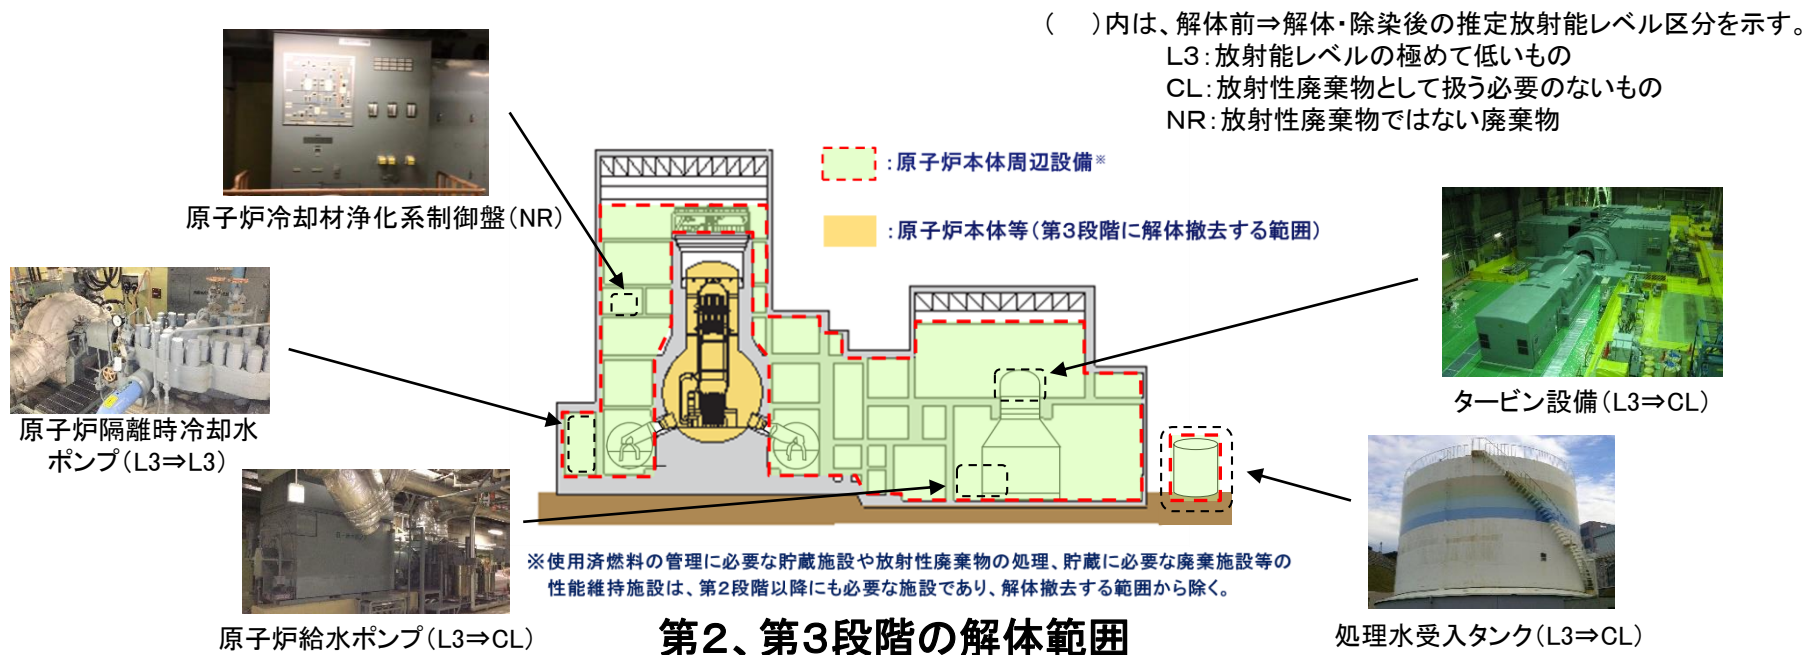 （　）内は、解体前⇒解体・除染後の推定放射能レベル区分を示す。
L3：放射能レベルの極めて低いもの
CL：放射性廃棄物として扱う必要のないもの
NR：放射性廃棄物ではない廃棄物
：原子炉本体周辺設備※
：原子炉本体等（第3段階に解体撤去する範囲）
原子炉冷却材浄化系制御盤（NR）
原子炉隔離時冷却水
ポンプ（L3⇒L3）
原子炉給水ポンプ（L3⇒CL）
タービン設備（L3⇒CL）
処理水受入タンク（L3⇒CL）
※使用済燃料の管理に必要な貯蔵施設や放射性廃棄物の処理、貯蔵に必要な廃棄施設等の
性能維持施設は、第2段階以降にも必要な施設であり、解体撤去する範囲から除く。
第２、第３段階の解体範囲